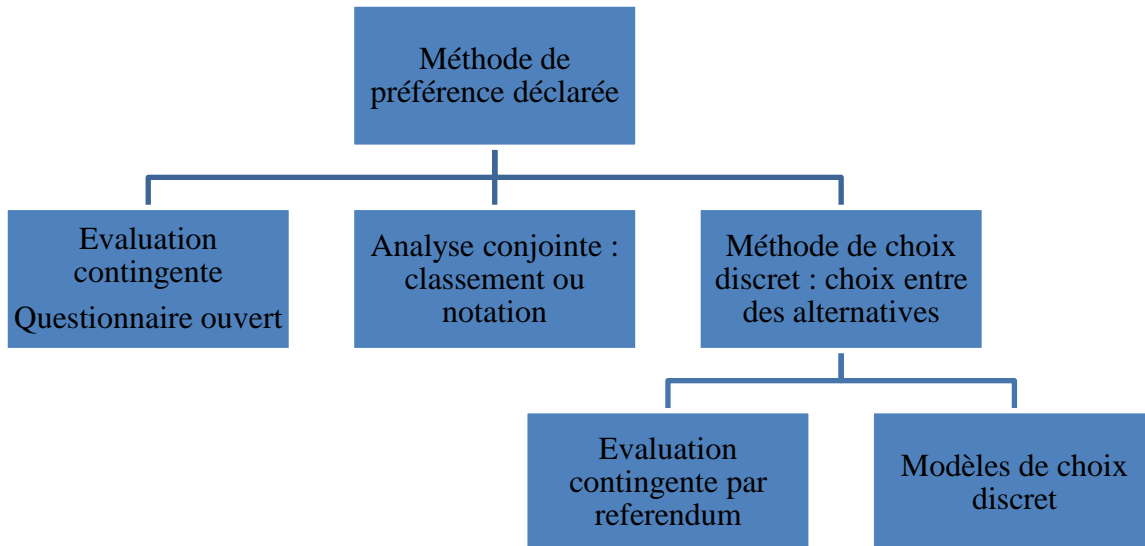 Méthode de
préférence déclarée
Evaluation
contingente
Questionnaire ouvert
Analyse conjointe :
classement ou
notation
Méthode de choix
discret : choix entre
des alternatives
Evaluation
contingente par
referendum
Modèles de choix
discret